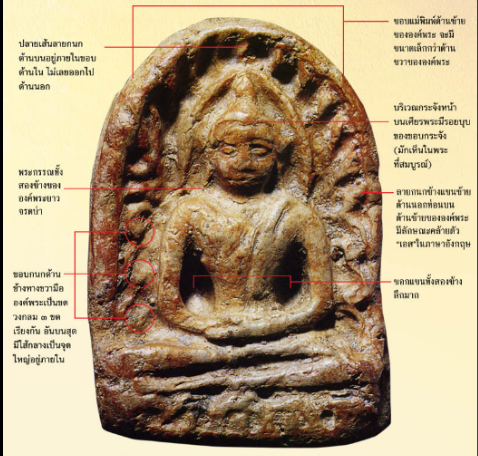 ปลายเส้นลายกนก
ด้านบนอยู่ภายในขอบ
ด้านใน ไม่เลยออกไป
ด้านนอก
พระกรรณทั้ง
สองข้างของ
องค์พระยาว
จรดบ่า
ขอบกนกด้าน
ข้างทางขวามือ
องค์พระเป็นขด
วงกลม ๓ ขด
เรียงกัน อันบนสุด
มีไส้กลางเป็นจุด
ใหญ่อยู่ภายใน
ขอบแม่พิมพ์ด้านซ้าย
ขององค์พระ จะมี
ขนาดเล็กกว่าด้าน
ขวาขององค์พระ
บริเวณกระจังหน้า
บนเศียรพระมีรอยบุบ
ของขอบกระจัง
(มักเห็นในพระ
ที่สมบูรณ์)
ลายกนกข้างแขนซ้าย
ด้านนอกท่อนบน
ด้านซ้ายขององค์พระ
มีลักษณะคล้ายตัว
"เอส"ในภาษาอังกฤษ
ซอกแขนทั้งสองข้าง
ลึกมาก